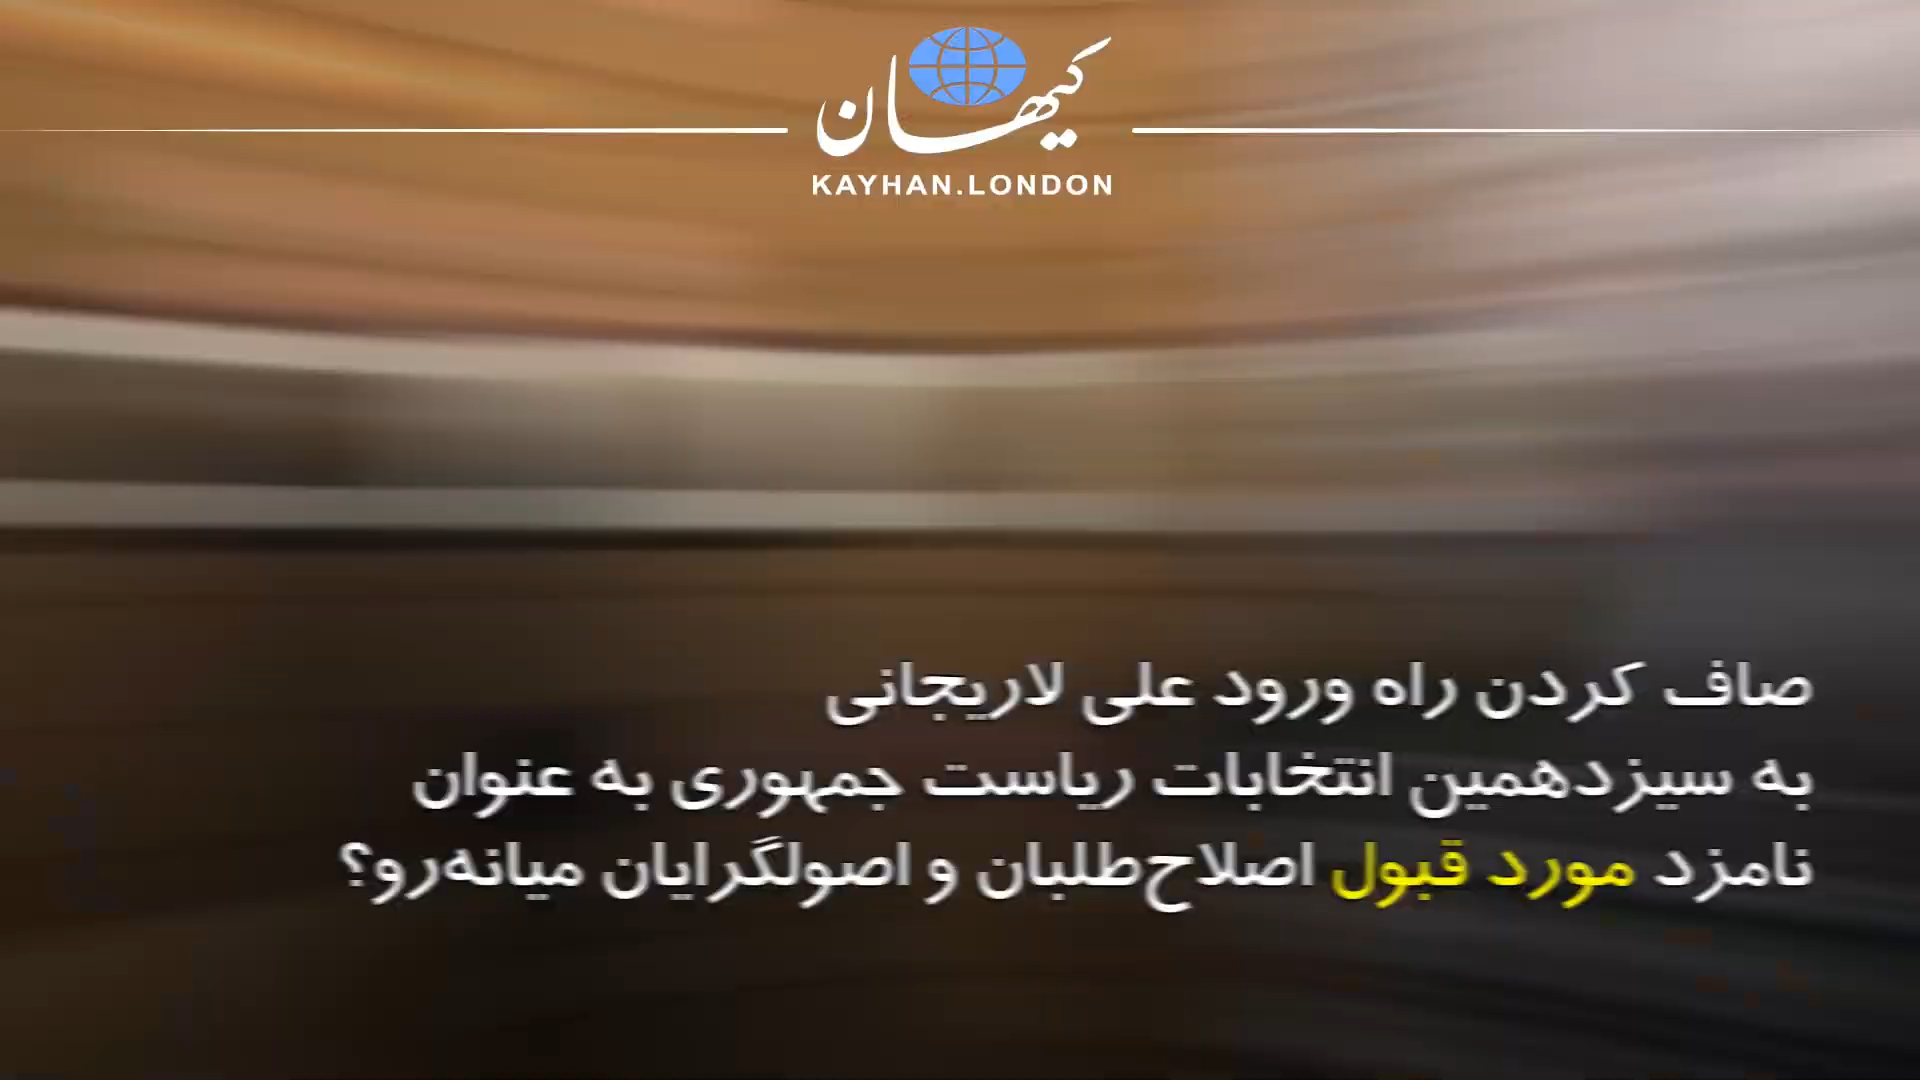 کیهان
KAYHAN.LONDON
صاف کردن راه ورود علی لاریجانی
به سیزدهمین انتخابات ریاست جمهوری به عنوان
نامزد مورد قبول اصلاح‌طلبان و اصولگرایان میانه‌رو؟